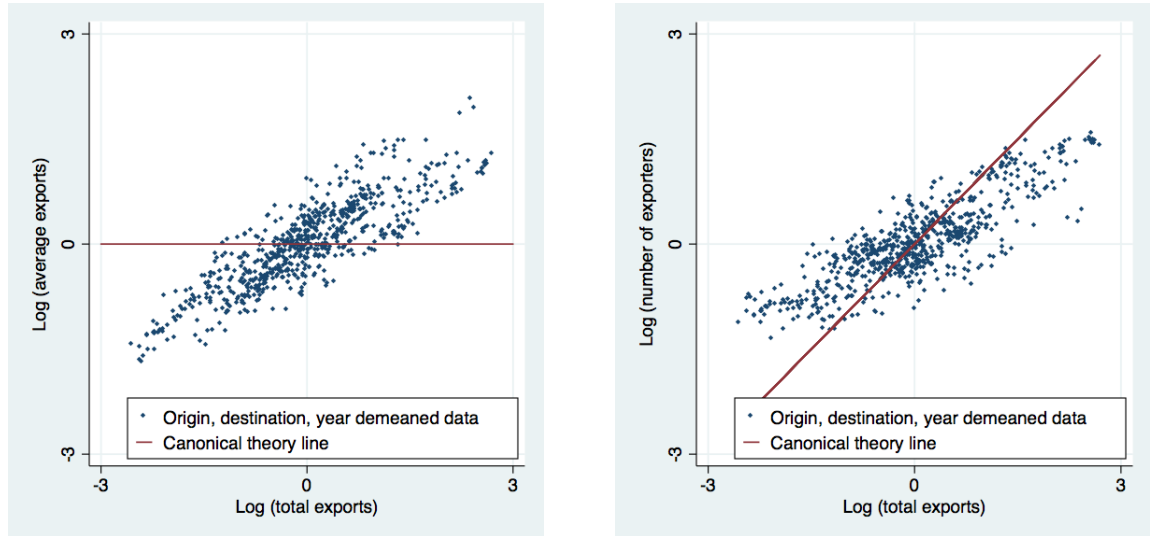 3
0
-3
Log (average exports)
Origin, destination, year demeaned data
Canonical theory line
-3 0 3
Log (total exports)
3
0
-3
Log (number of exporters)
Origin, destination, year demeaned data
Canonical theory line
-3 0 3
Log (total exports)